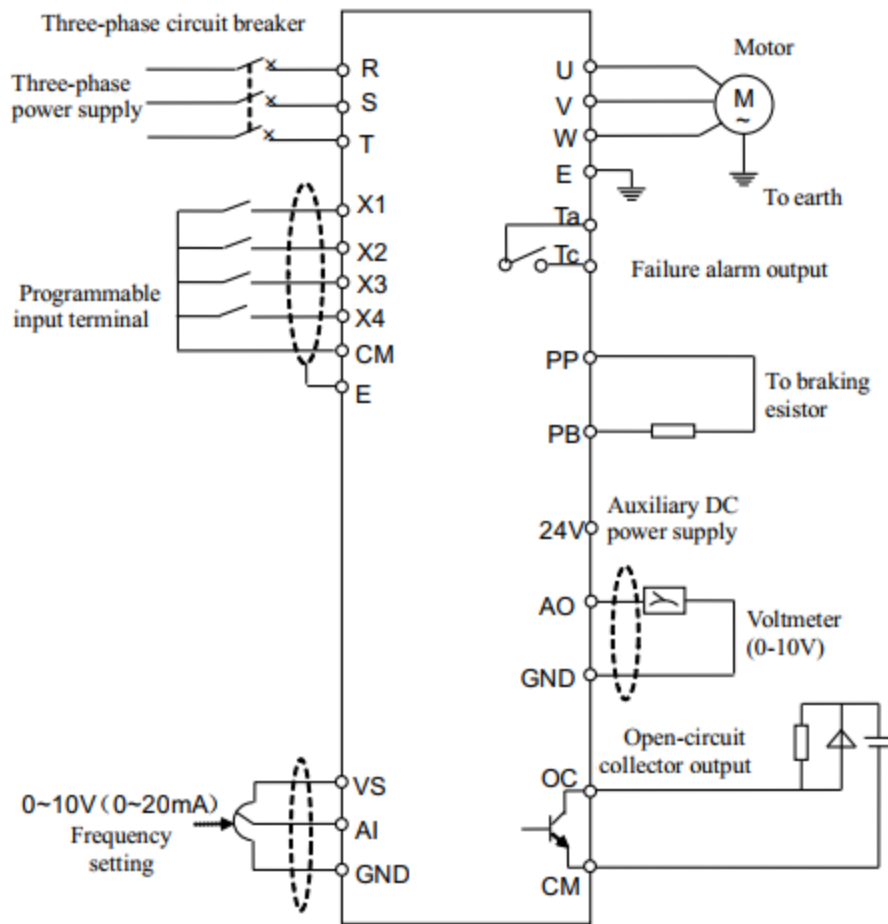 Three-phase circuit breaker
Three-phase
power supply
R
S
T
X1
X2
X3
X4
CM
E
Programmable
input terminal
0~10V(0~20mA)
Frequency
setting
VS
AI
GND
Motor
U
V
W
E
M
~
To earth
Ta
Tc
Failure alarm output
PP
PB
To braking
esistor
24V
Auxiliary DC
power supply
AO
GND
Voltmeter
(0-10V)
Open-circuit
collector output
OC
CM